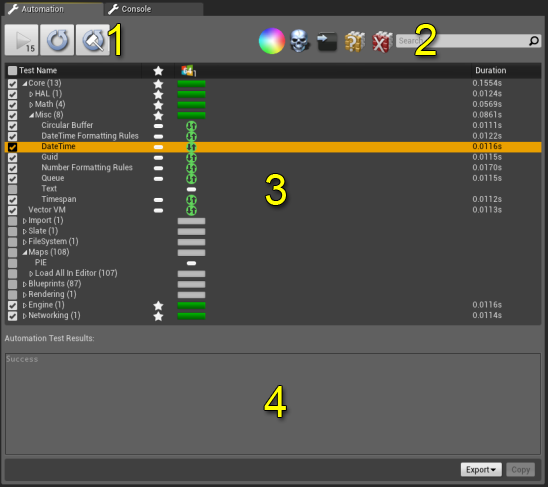 Automation Console
15
1
2
Search
Test Name 1 Duration
Core (13) 0.1554s
HAL (1) 0.0124s
Math (4) 0.0569s
Misc (8) 0.0861s
Circular Buffer 0.0111s
DateTime Formatting Rules 0.0122s
DateTime 0.0116s
Guid 0.0115s
Number Formatting Rules 0.0170s
Queue 0.0115s
3
Text
Timespan 0.0112s
Vector VM 0.0113s
Import (1)
Slate (1)
FileSystem (1)
Maps (108)
PIE
Load All In Editor (107)
Blueprints (87)
Rendering (1)
Engine (1) 0.0116s
Networking (1) 0.0114s
Automation Test Results:
Success
4
Export Copy